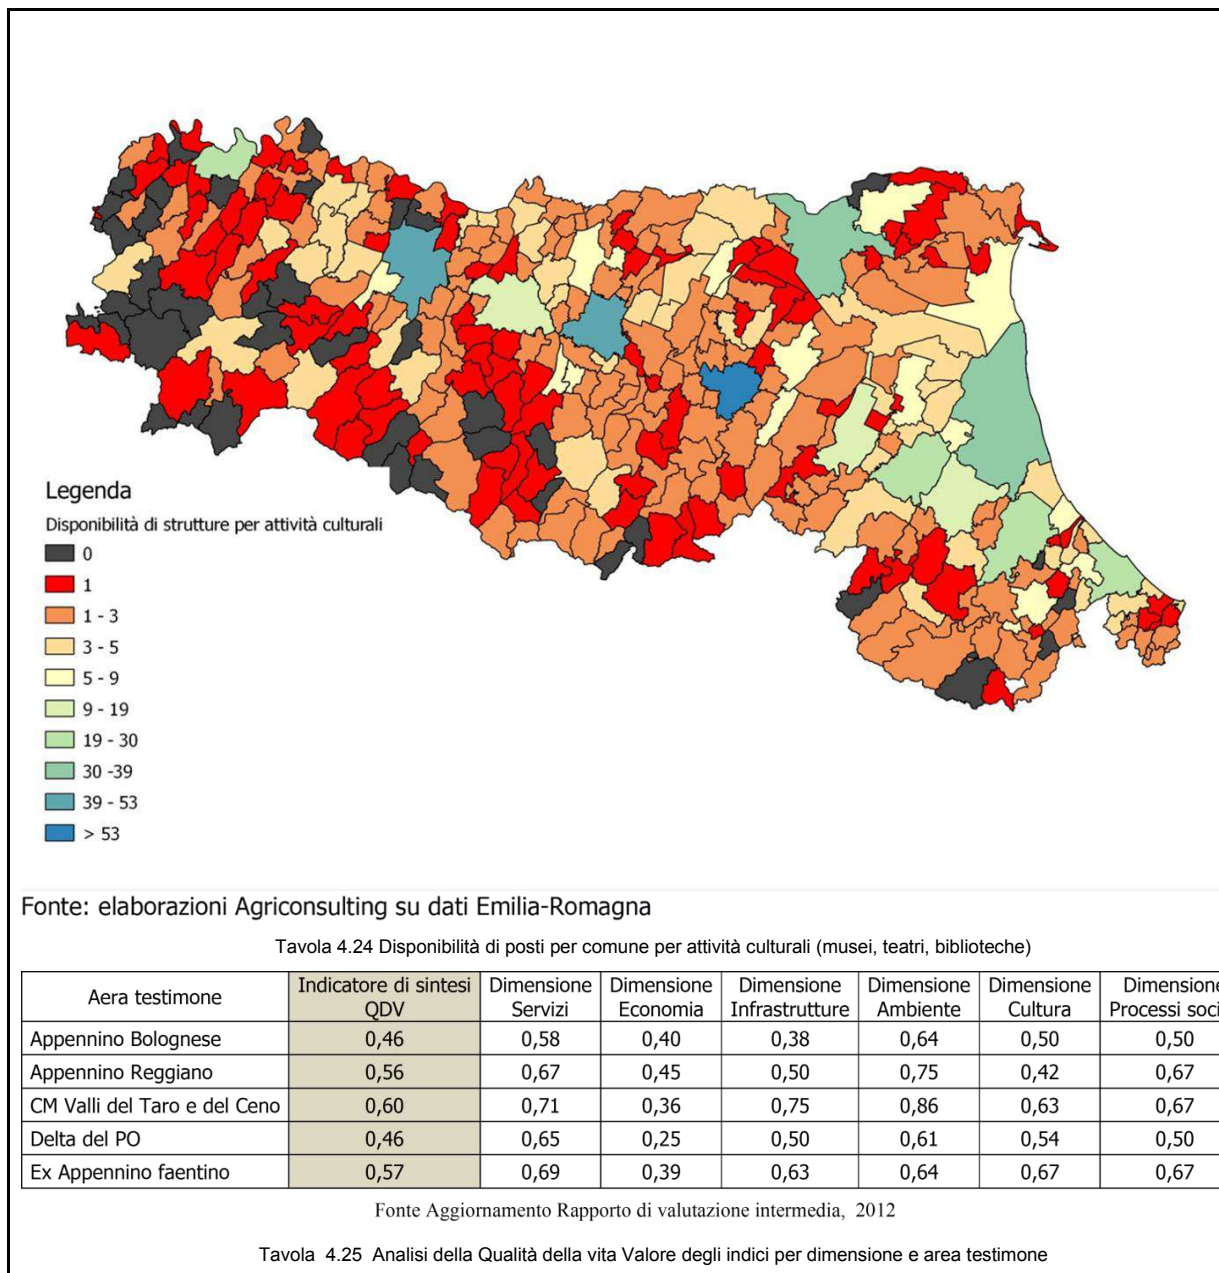 Legenda
Disponibilità di strutture per attività culturali
0
1
1 - 3
3 - 5
5 - 9
9 - 19
19 - 30
30 -39
39 - 53
> 53
Fonte: elaborazioni Agriconsulting su dati Emilia-Romagna
Tavola 4.24 Disponibilità di posti per comune per attività culturali (musei, teatri, biblioteche)
Aera testimone Indicatore di sintesi QDV Dimensione Servizi Dimensione Economia Dimensione Infrastrutture Dimensione Ambiente Dimensione Cultura Dimensione Processi soci
Appennino Bolognese 0,46 0,58 0,40 0,38 0,64 0,50 0,50
Appennino Reggiano 0,56 0,67 0,45 0,50 0,75 0,42 0,67
CM Valli del Taro e del Ceno 0,60 0,71 0,36 0,75 0,86 0,63 0,67
Delta del PO 0,46 0,65 0,25 0,50 0,61 0,54 0,50
Ex Appennino faentino 0,57 0,69 0,39 0,63 0,64 0,67 0,67
Fonte Aggiornamento Rapporto di valutazione intermedia, 2012
Tavola 4.25 Analisi della Qualità della vita Valore degli indici per dimensione e area testimone